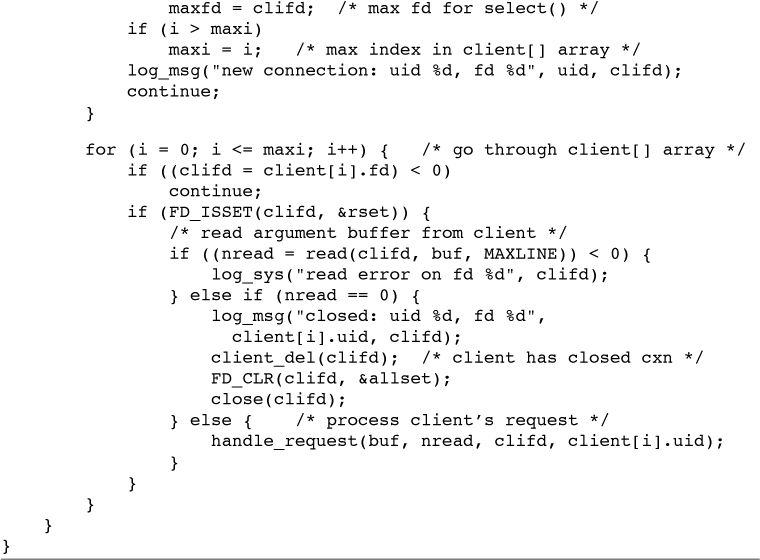 maxfd = clifd;  /* max fd for select() */
            if (i > maxi)
                maxi = i;   /* max index in client[] array */
            log_msg("new connection: uid %d, fd %d", uid, clifd);
            continue;
        }
        for (i = 0; i <= maxi; i++) {   /* go through client[] array */
            if ((clifd = client[i].fd) < 0)
                continue;
            if (FD_ISSET(clifd, &rset)) {
                /* read argument buffer from client */
                if ((nread = read(clifd, buf, MAXLINE)) < 0) {
                    log_sys("read error on fd %d", clifd);
                } else if (nread == 0) {
                    log_msg("closed: uid %d, fd %d",
                      client[i].uid, clifd);
                    client_del(clifd);  /* client has closed cxn */
                    FD_CLR(clifd, &allset);
                    close(clifd);
                } else {    /* process client’s request */
                    handle_request(buf, nread, clifd, client[i].uid);
                }
            }
        }
    }
}